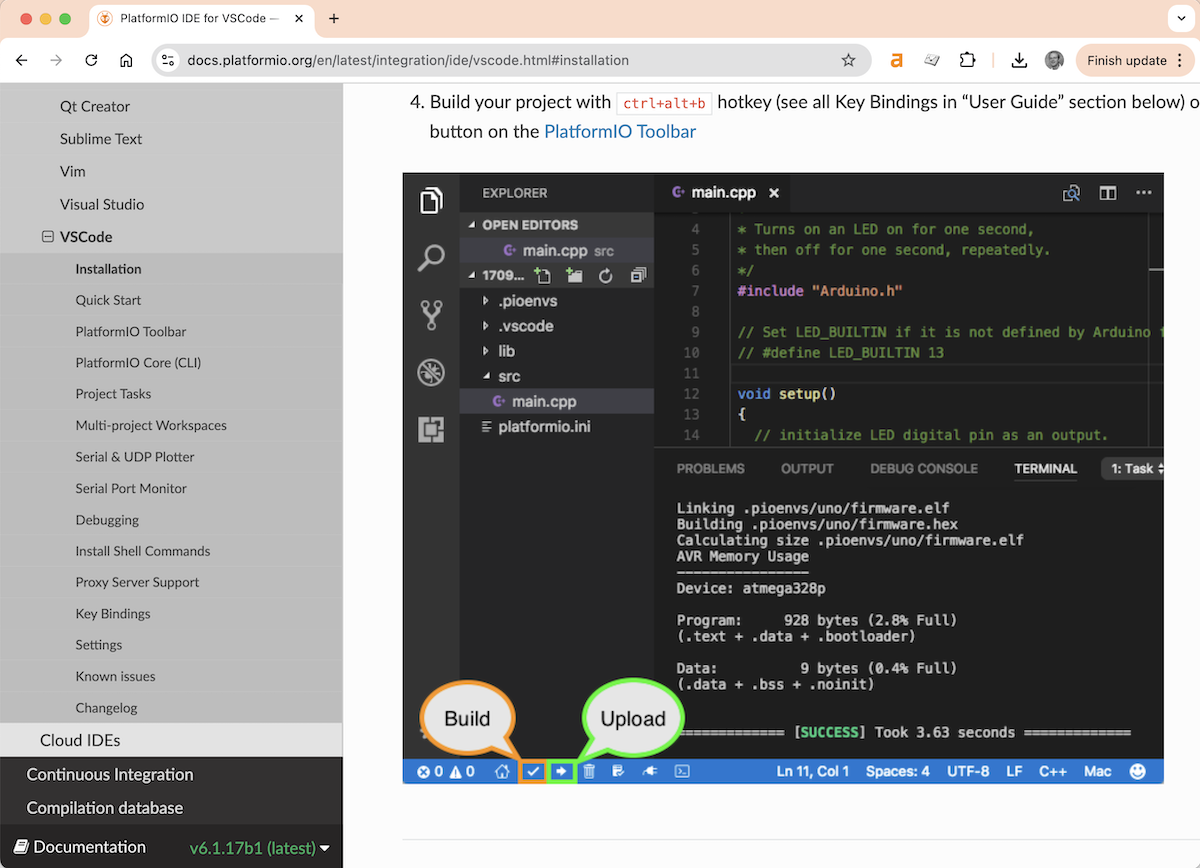 PlatformIO IDE for VSCode —
docs.platformio.org/en/latest/integration/ide/vscode.html#installation
Finish update
Qt Creator
Sublime Text
Vim
Visual Studio
VSCode
Installation
Quick Start
PlatformIO Toolbar
PlatformIO Core (CLI)
Project Tasks
Multi-project Workspaces
Serial & UDP Plotter
Serial Port Monitor
Debugging
Install Shell Commands
Proxy Server Support
Key Bindings
Settings
Known issues
Changelog
Cloud IDEs
Continuous Integration
Compilation database
Documentation v6.1.17b1 (latest)
4. Build your project with ctrl+alt+b hotkey (see all Key Bindings in “User Guide” section below) o
button on the PlatformIO Toolbar
EXPLORER
OPEN EDITORS
main.cpp src
1709...
.pioenvs
.vscode
lib
src
main.cpp
platformio.ini
main.cpp
4 * Turns on an LED on for one second,
5 * then off for one second, repeatedly.
6 */
7 #include "Arduino.h"
8
9 // Set LED_BUILTIN if it is not defined by Arduino f
10 // #define LED_BUILTIN 13
11
12 void setup()
13 {
14 // initialize LED digital pin as an output.
PROBLEMS OUTPUT DEBUG CONSOLE TERMINAL 1: Task
Linking .pioenvs/uno/firmware.elf
Building .pioenvs/uno/firmware.hex
Calculating size .pioenvs/uno/firmware.elf
AVR Memory Usage
----------------
Device: atmega328p
Program: 928 bytes (2.8% Full)
(.text + .data + .bootloader)
Data: 9 bytes (0.4% Full)
(.data + .bss + .noinit)
============ [SUCCESS] Took 3.63 seconds ============
Build
Upload
0 0 Ln 11, Col 1 Spaces: 4 UTF-8 LF C++ Mac